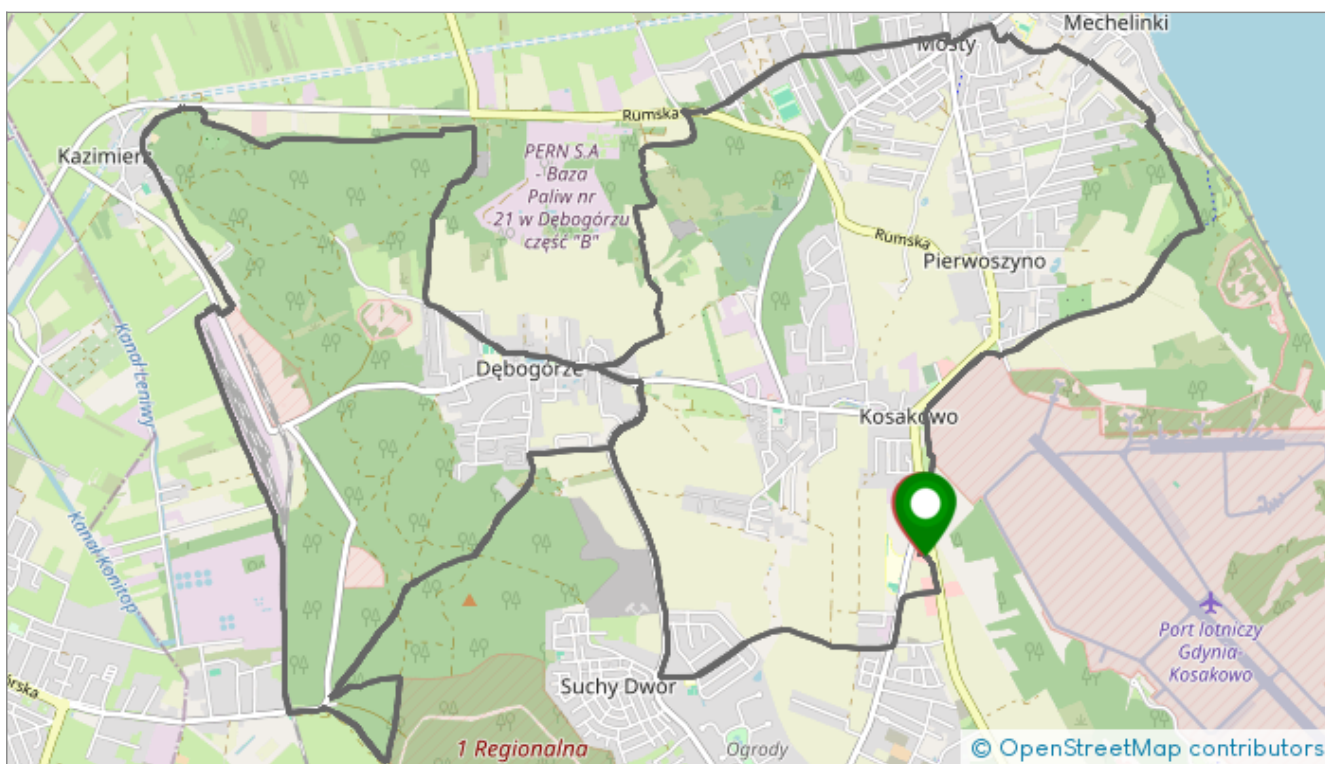 Mechelinki
Mosty
Rumska
Kazimierz
PERN S.A
- Baza
Paliw nr
21 w Dębogórzu
część "B"
Rumska
Pierwoszyno
Kanał Leniwy
Dębogórze
Kosakowo
Kanał Konitop
Port lotniczy
Gdynia-
Kosakowo
Suchy Dwór
1 Regionalna
Ogrody
© OpenStreetMap contributors